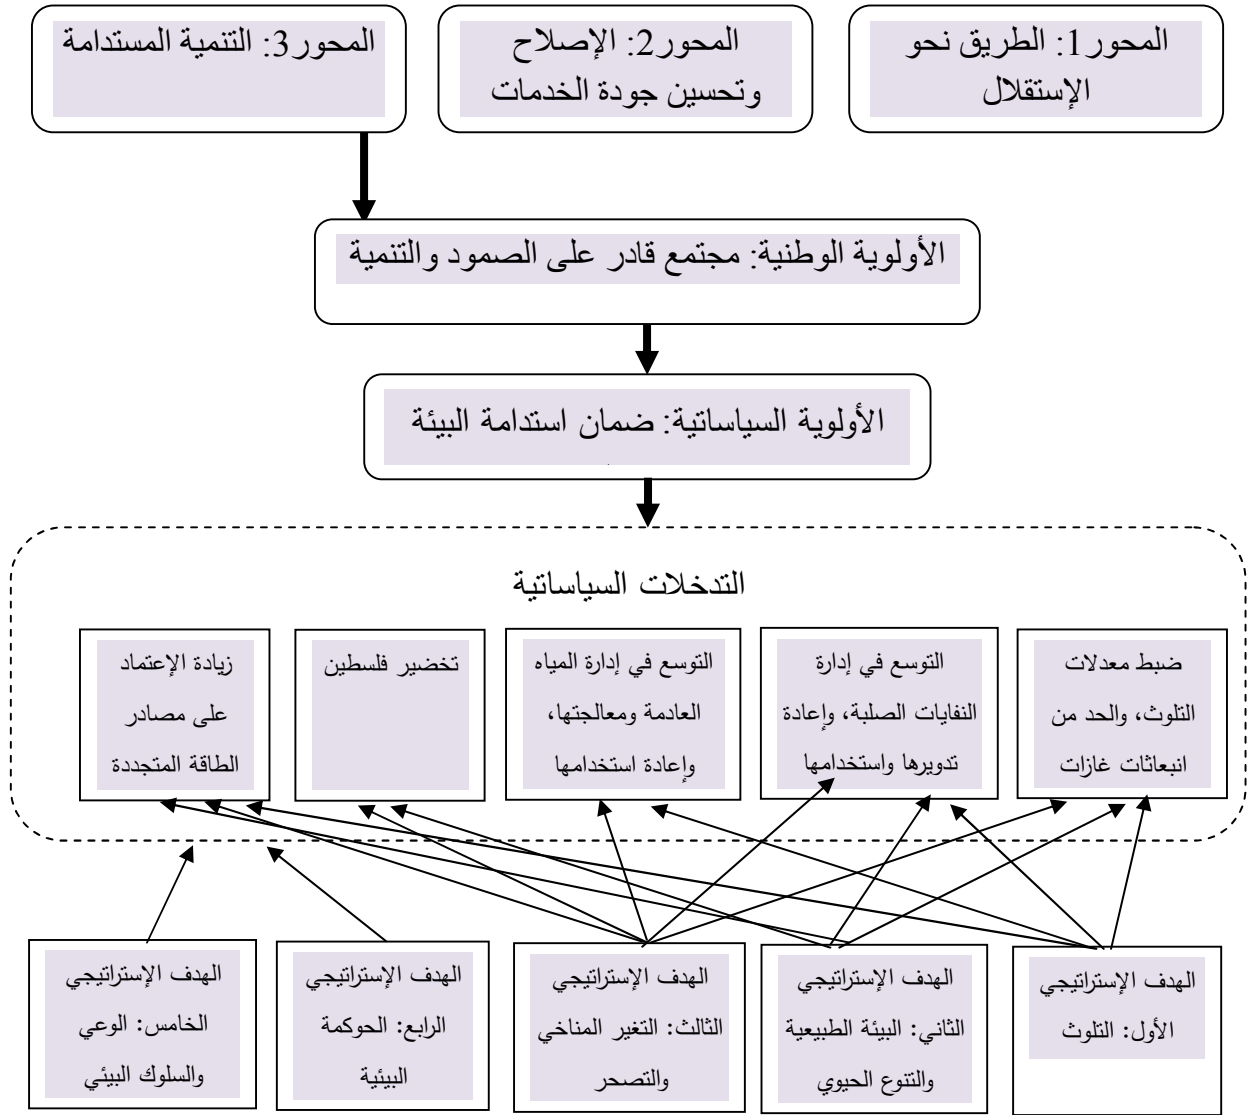 المحور1: الطريق نحو
الإستقلال
المحور2: الإصلاح
وتحسين جودة الخدمات
المحور3: التنمية المستدامة
الأولوية الوطنية: مجتمع قادر على الصمود والتنمية
الأولوية السياساتية: ضمان استدامة البيئة
التدخلات السياساتية
ضبط معدلات
التلوث، والحد من
انبعاثات غازات
التوسع في إدارة
النفايات الصلبة، وإعادة
تدويرها واستخدامها
التوسع في إدارة المياه
العادمة ومعالجتها،
وإعادة استخدامها
تخضير فلسطين
زيادة الإعتماد
على مصادر
الطاقة المتجددة
الهدف الإستراتيجي
الأول: التلوث
الهدف الإستراتيجي
الثاني: البيئة الطبيعية
والتنوع الحيوي
الهدف الإستراتيجي
الثالث: التغير المناخي
والتصحر
الهدف الإستراتيجي
الرابع: الحوكمة
البيئية
الهدف الإستراتيجي
الخامس: الوعي
والسلوك البيئي